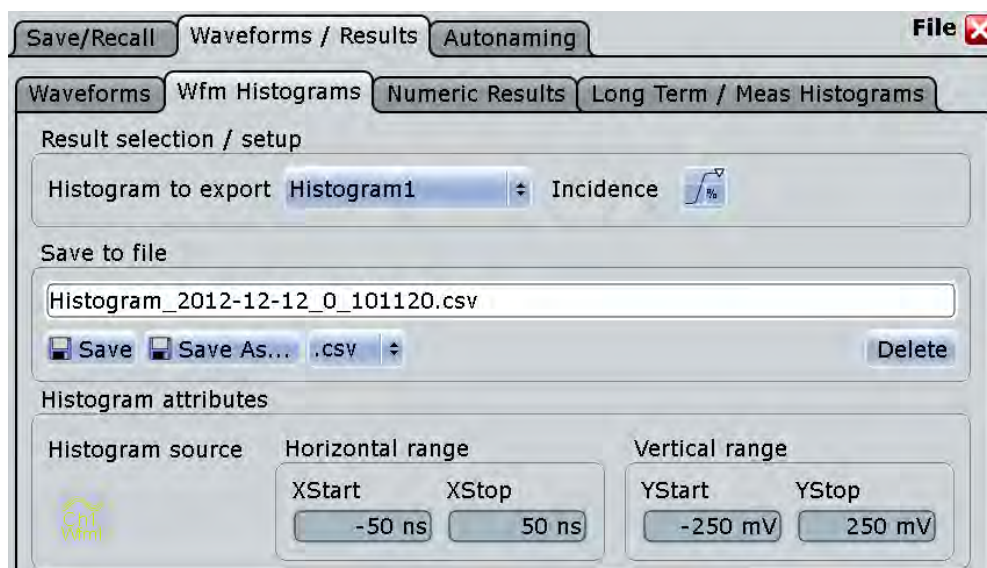 File
Save/Recall Waveforms / Results Autonaming
Waveforms Wfm Histograms Numeric Results Long Term / Meas Histograms
Result selection / setup
Histogram to export Histogram1 Incidence %
Save to file
Histogram_2012-12-12_0_101120.csv
Save Save As... .csv Delete
Histogram attributes
Histogram source Horizontal range Vertical range
XStart XStop YStart YStop
-50 ns 50 ns -250 mV 250 mV